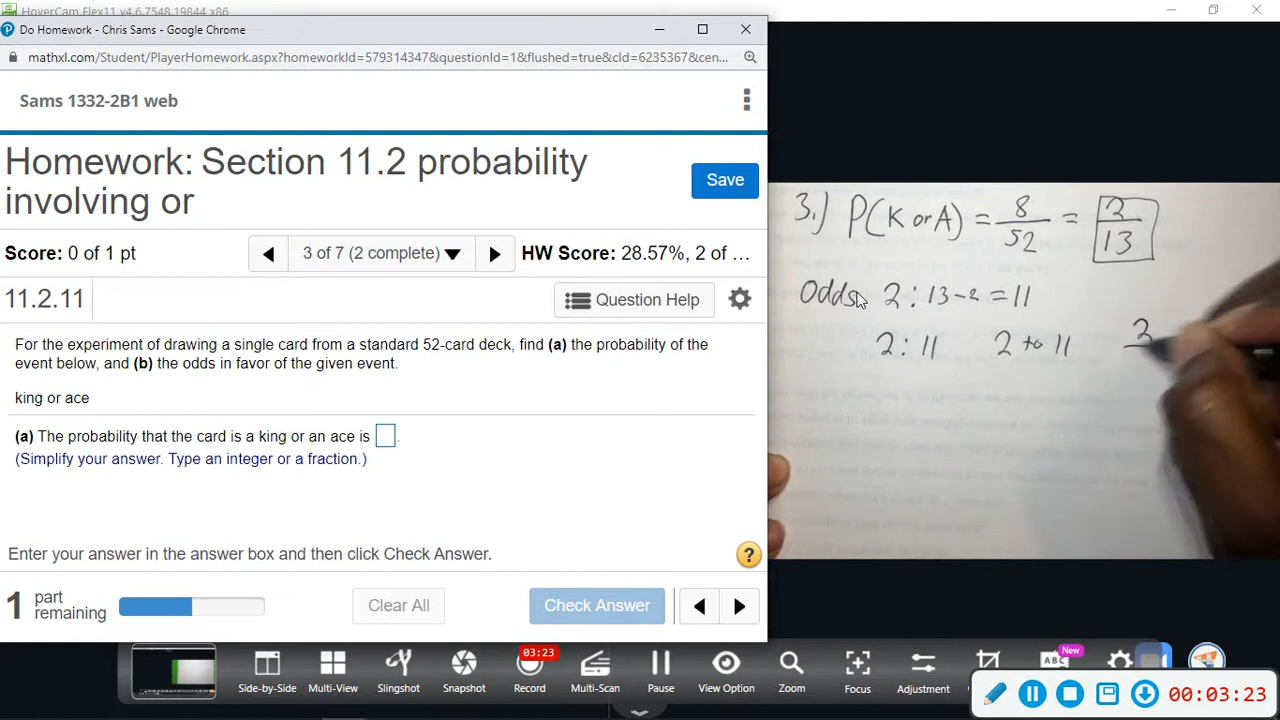 HoverCam Flex11 v4.6.7548.19844 x86
Do Homework - Chris Sams - Google Chrome
mathxl.com/Student/PlayerHomework.aspx?homeworkId=579314347&questionId=1&flushed=true&cId=6235367&cen...
Sams 1332-2B1 web
Homework: Section 11.2 probability
involving or
Save
Score: 0 of 1 pt
3 of 7 (2 complete)
HW Score: 28.57%, 2 of ...
11.2.11
Question Help
For the experiment of drawing a single card from a standard 52-card deck, find (a) the probability of the
event below, and (b) the odds in favor of the given event.
king or ace
(a) The probability that the card is a king or an ace is .
(Simplify your answer. Type an integer or a fraction.)
Enter your answer in the answer box and then click Check Answer.
?
1 part
remaining
Clear All
Check Answer
3.) P(K or A) = 8/52 = 2/13
Odds 2 : 13-2 = 11
2 : 11 2 to 11 2
03:23
New
ABC
Side-by-Side
Multi-View
Slingshot
Snapshot
Record
Multi-Scan
Pause
View Option
Zoom
Focus
Adjustment
00:03:23